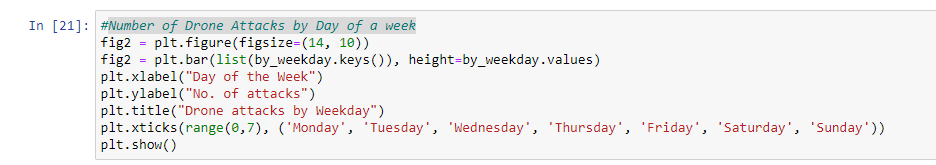 In [21]: #Number of Drone Attacks by Day of a week
fig2 = plt.figure(figsize=(14, 10))
fig2 = plt.bar(list(by_weekday.keys()), height=by_weekday.values)
plt.xlabel("Day of the Week")
plt.ylabel("No. of attacks")
plt.title("Drone attacks by Weekday")
plt.xticks(range(0,7), ('Monday', 'Tuesday', 'Wednesday', 'Thursday', 'Friday', 'Saturday', 'Sunday'))
plt.show()